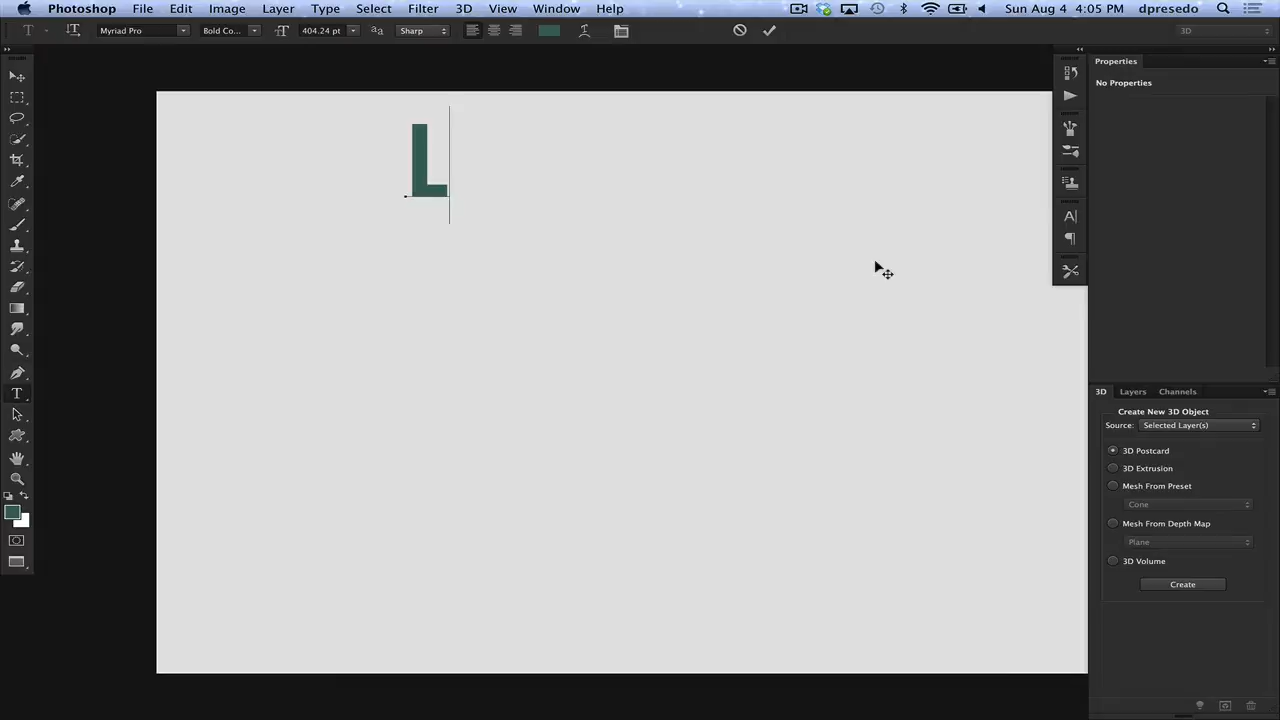 Photoshop File Edit Image Layer Type Select Filter 3D View Window Help Sun Aug 4 4:05 PM dpresedo
T T Myriad Pro Bold Co... T 404.24 pt aa Sharp 3D
Properties
No Properties
L
A
T
3D Layers Channels
Create New 3D Object
Source: Selected Layer(s)
3D Postcard
3D Extrusion
Mesh From Preset
Cone
Mesh From Depth Map
Plane
3D Volume
Create